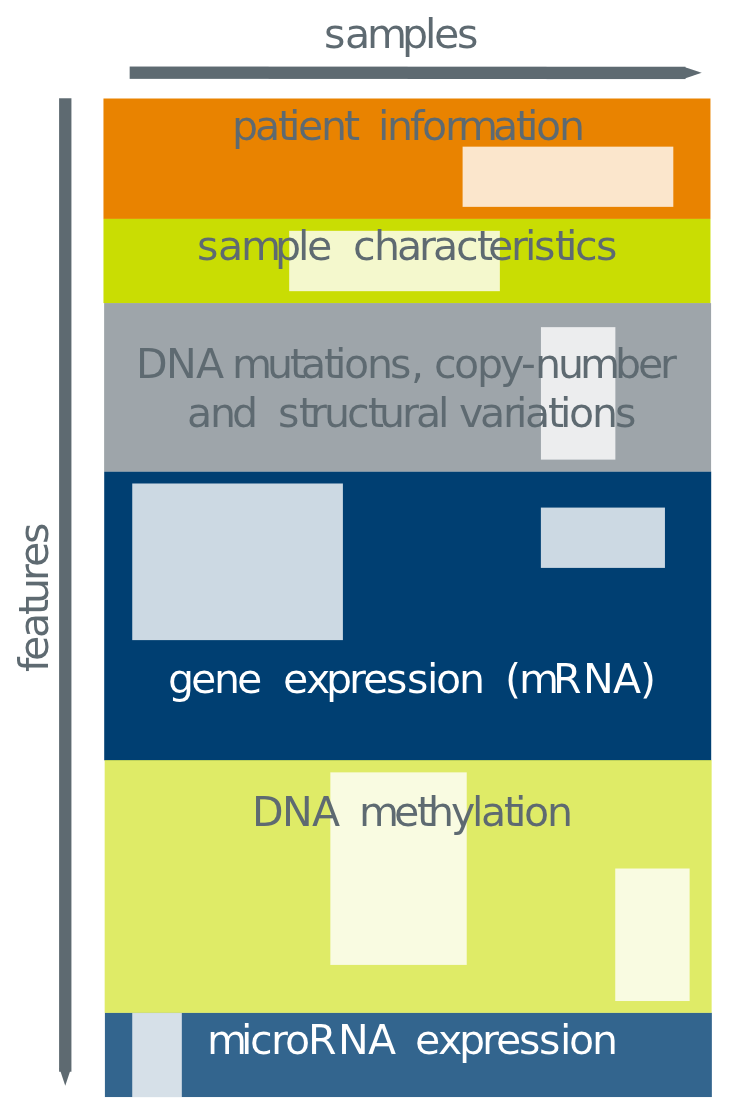 samples
patient information
sample characteristics
DNA mutations, copy-number
and structural variations
features
gene expression (mRNA)
DNA methylation
microRNA expression